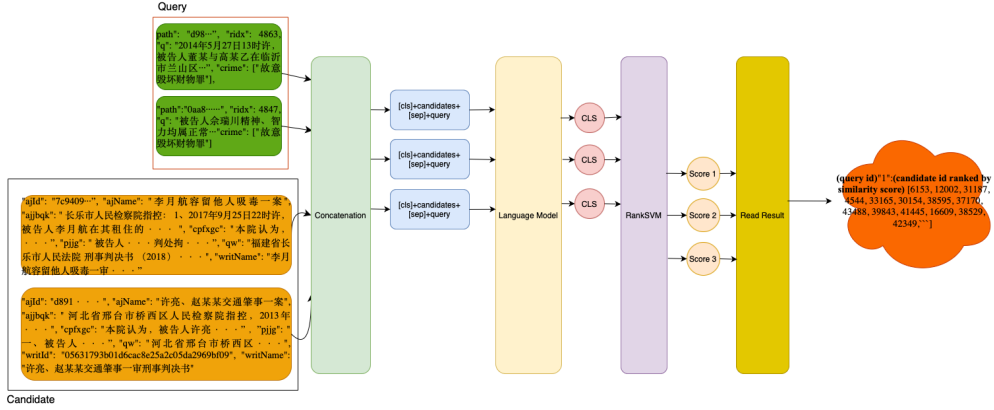 Query
path": "d98···", "ridx": 4863,
"q": "2014年5月27日13时许,
被告人董某与高某乙在临沂
市兰山区···", "crime": ["故意
毁坏财物罪"],
"path":"0aa8······", "ridx": 4847,
"q": "被告人余瑞川精神、智
力均属正常···"crime": ["故意
毁坏财物罪"]
"ajId": "7c9409···", "ajName": "李月航容留他人吸毒一案",
"ajjbqk": "长乐市人民检察院指控: 1、2017年9月25日22时许,
被告人李月航在其租住的 · · · ·", "cpfxgc": "本院认为,
· · ·", "pjjg": "被告人 · · ·判处拘 · · ·", "qw": "福建省长
乐市人民法院 刑事判决书 (2018) · · · ·", "writName": "李月
航容留他人吸毒一审 · · ·"
"ajId": "d891 · · · ·", "ajName": "许亮、赵某某交通肇事一案",
"ajjbqk": " 河北省邢台市桥西区人民检察院指控, 2013年
· · · ·", "cpfxgc": "本院认为, 被告人许亮 · · ·", "pjjg": "
一、被告人 · · ·", "qw": "河北省邢台市桥西区 · · · ·",
"writId": "05631793b01d6cac8e25a2c05da2969bf09", "writName":
"许亮、赵某某交通肇事一审刑事判决书"
Candidate
Concatenation
[cls]+candidates+
[sep]+query
[cls]+candidates+
[sep]+query
[cls]+candidates+
[sep]+query
Language Model
CLS
CLS
CLS
RankSVM
Score 1
Score 2
Score 3
Read Result
(query id)"1":(candidate id ranked by
similarity score) [6153, 12002, 31187,
4544, 33165, 30154, 38595, 37170,
43488, 39843, 41445, 16609, 38529,
42349,```]